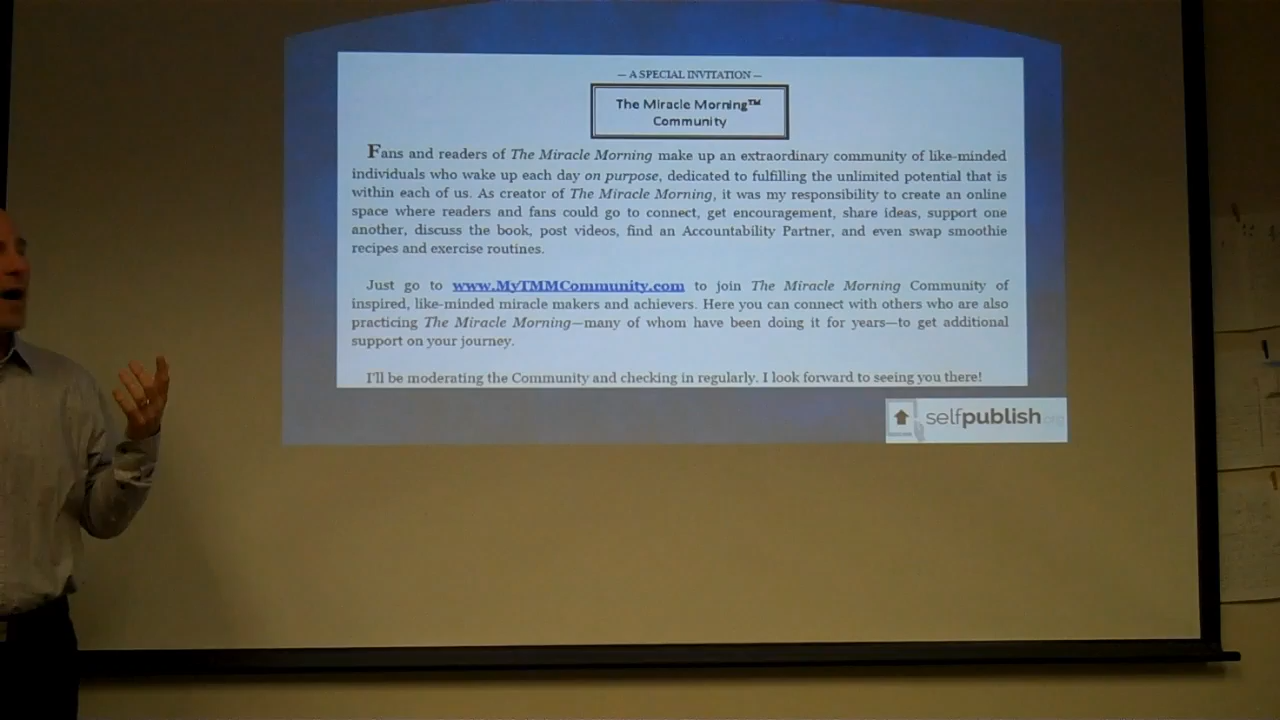 — A SPECIAL INVITATION —
The Miracle Morning™
Community
Fans and readers of The Miracle Morning make up an extraordinary community of like-minded
individuals who wake up each day on purpose, dedicated to fulfilling the unlimited potential that is
within each of us. As creator of The Miracle Morning, it was my responsibility to create an online
space where readers and fans could go to connect, get encouragement, share ideas, support one
another, discuss the book, post videos, find an Accountability Partner, and even swap smoothie
recipes and exercise routines.
Just go to www.MyTMMCommunity.com to join The Miracle Morning Community of
inspired, like-minded miracle makers and achievers. Here you can connect with others who are also
practicing The Miracle Morning—many of whom have been doing it for years—to get additional
support on your journey.
I'll be moderating the Community and checking in regularly. I look forward to seeing you there!
selfpublish.org